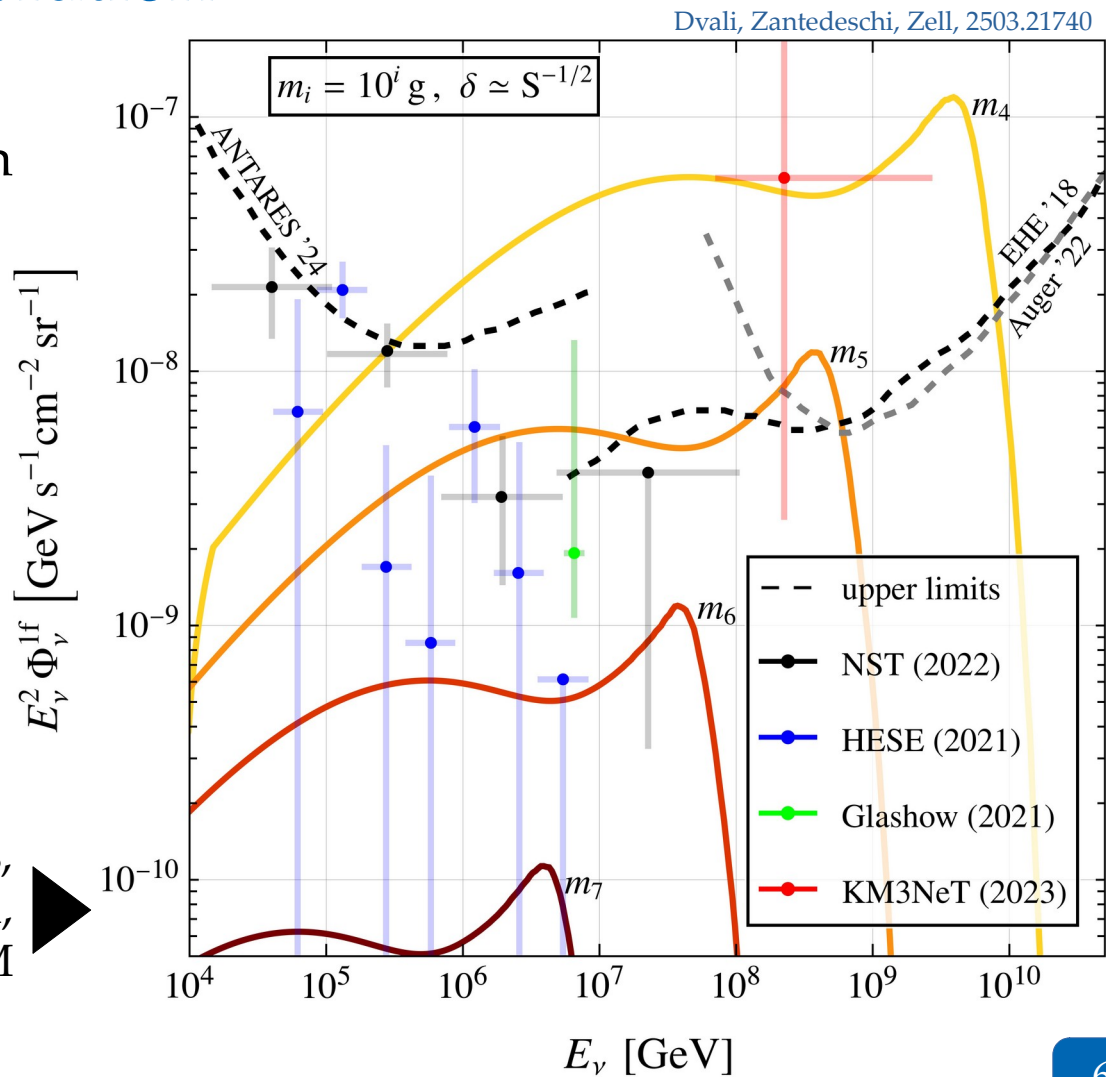 Dvali, Zantedeschi, Zell, 2503.21740
m_i = 10^i g , δ ≃ S^{−1/2}
10^{−7}
10^{−8}
10^{−9}
10^{−10}
E_ν^2 Φ_ν^{1f} [GeV s^{−1} cm^{−2} sr^{−1}]
ANTARES '24
m_4
EHE '18
Auger '22
m_5
m_6
m_7
upper limits
NST (2022)
HESE (2021)
Glashow (2021)
KM3NeT (2023)
10^4 10^5 10^6 10^7 10^8 10^9 10^{10}
E_ν [GeV]
6